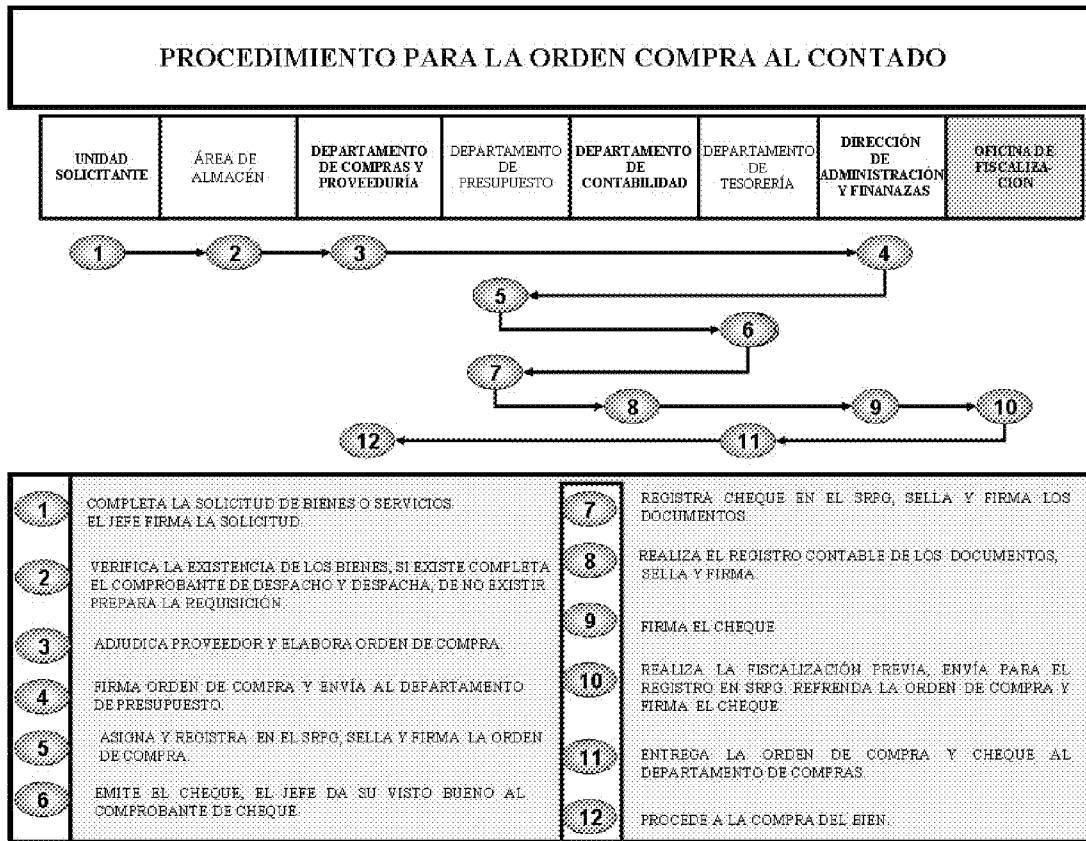 PROCEDIMIENTO PARA LA ORDEN COMPRA AL CONTADO
UNIDAD
SOLICITANTE
ÁREA DE
ALMACÉN
DEPARTAMENTO
DE COMPRAS Y
PROVEEDURÍA
DEPARTAMENTO
DE
PRESUPUESTO
DEPARTAMENTO
DE
CONTABILIDAD
DEPARTAMENTO
DE
TESORERÍA
DIRECCIÓN
DE
ADMINISTRACIÓN
Y FINANAZAS
OFICINA DE
FISCALIZA-
CION
1
2
3
4
5
6
7
8
9
10
12
11
1
COMPLETA LA SOLICITUD DE BIENES O SERVICIOS.
EL JEFE FIRMA LA SOLICITUD.
2
VERIFICA LA EXISTENCIA DE LOS BIENES, SI EXISTE COMPLETA
EL COMPROBANTE DE DESPACHO Y DESPACHA, DE NO EXISTIR
PREPARA LA REQUISICIÓN.
3
ADJUDICA PROVEEDOR Y ELABORA ORDEN DE COMPRA.
4
FIRMA ORDEN DE COMPRA Y ENVÍA AL DEPARTAMENTO
DE PRESUPUESTO.
5
ASIGNA Y REGISTRA EN EL SRPG, SELLA Y FIRMA LA ORDEN
DE COMPRA.
6
EMITE EL CHEQUE, EL JEFE DA SU VISTO BUENO AL
COMPROBANTE DE CHEQUE.
7
REGISTRA CHEQUE EN EL SRPG, SELLA Y FIRMA LOS
DOCUMENTOS.
8
REALIZA EL REGISTRO CONTABLE DE LOS DOCUMENTOS,
SELLA Y FIRMA.
9
FIRMA EL CHEQUE
10
REALIZA LA FISCALIZACIÓN PREVIA, ENVÍA PARA EL
REGISTRO EN SRPG. REFRENDA LA ORDEN DE COMPRA Y
FIRMA EL CHEQUE.
11
ENTREGA LA ORDEN DE COMPRA Y CHEQUE AL
DEPARTAMENTO DE COMPRAS.
12
PROCEDE A LA COMPRA DEL BIEN.